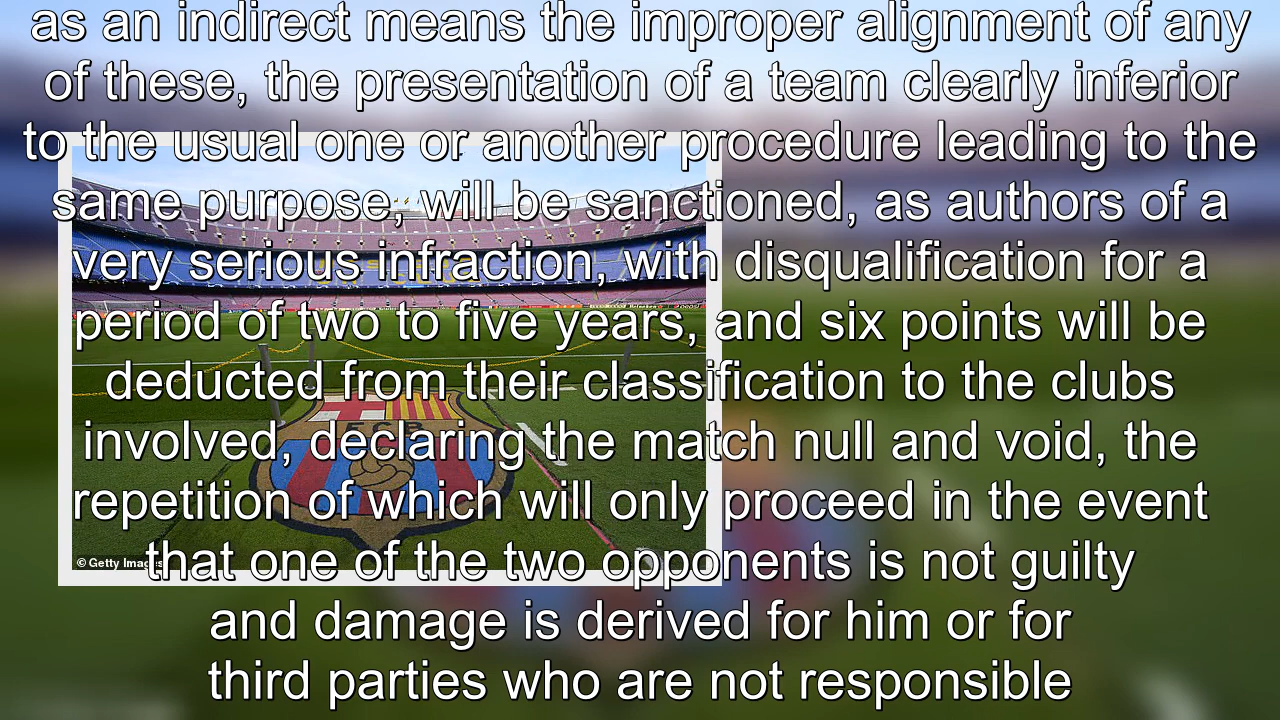 as an indirect means the improper alignment of any
of these, the presentation of a team clearly inferior
to the usual one or another procedure leading to the
same purpose, will be sanctioned, as authors of a
very serious infraction, with disqualification for a
period of two to five years, and six points will be
deducted from their classification to the clubs
involved, declaring the match null and void, the
repetition of which will only proceed in the event
that one of the two opponents is not guilty
and damage is derived for him or for
third parties who are not responsible
FCB
© Getty Images